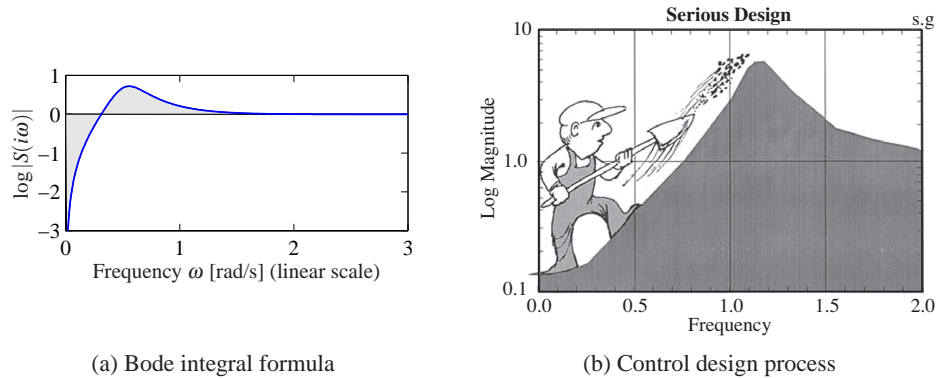 1
0
−1
−2
−3
log |S(iω)|
0 1 2 3
Frequency ω [rad/s] (linear scale)
(a) Bode integral formula
Serious Design
s.g
10
1.0
0.1
Log Magnitude
0.0 0.5 1.0 1.5 2.0
Frequency
(b) Control design process